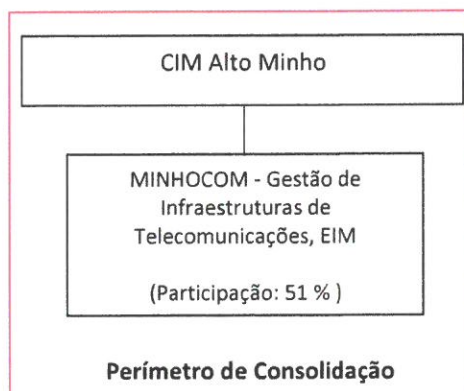 CIM Alto Minho
MINHOCOM - Gestão de
Infraestruturas de
Telecomunicações, EIM
(Participação: 51 % )
Perímetro de Consolidação